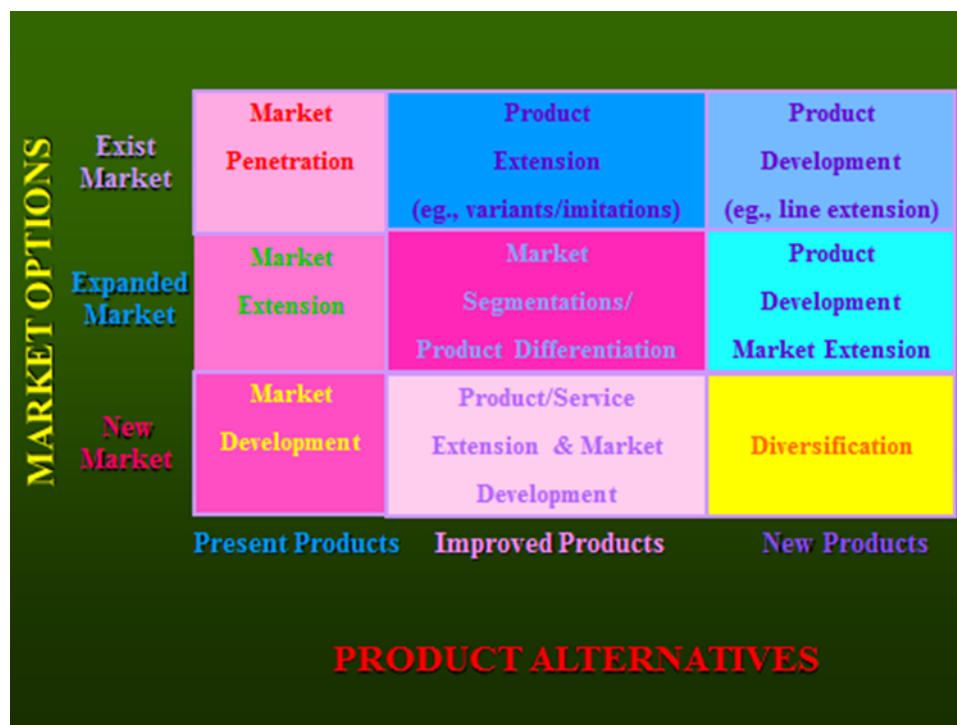 MARKET OPTIONS
Exist
Market
Market
Penetration
Product
Extension
(eg., variants/imitations)
Product
Development
(eg., line extension)
Expanded
Market
Market
Extension
Market
Segmentations/
Product Differentiation
Product
Development
Market Extension
New
Market
Market
Development
Product/Service
Extension & Market
Development
Diversification
Present Products
Improved Products
New Products
PRODUCT ALTERNATIVES